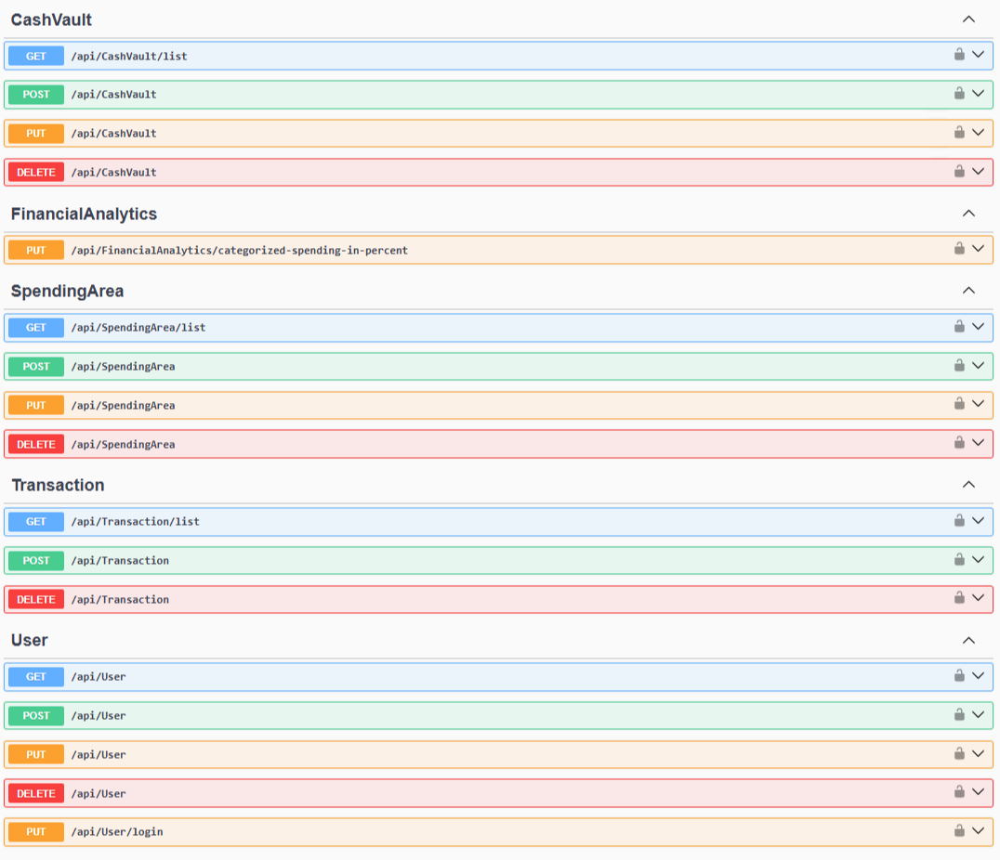 CashVault
GET /api/CashVault/list
POST /api/CashVault
PUT /api/CashVault
DELETE /api/CashVault
FinancialAnalytics
PUT /api/FinancialAnalytics/categorized-spending-in-percent
SpendingArea
GET /api/SpendingArea/list
POST /api/SpendingArea
PUT /api/SpendingArea
DELETE /api/SpendingArea
Transaction
GET /api/Transaction/list
POST /api/Transaction
DELETE /api/Transaction
User
GET /api/User
POST /api/User
PUT /api/User
DELETE /api/User
PUT /api/User/login